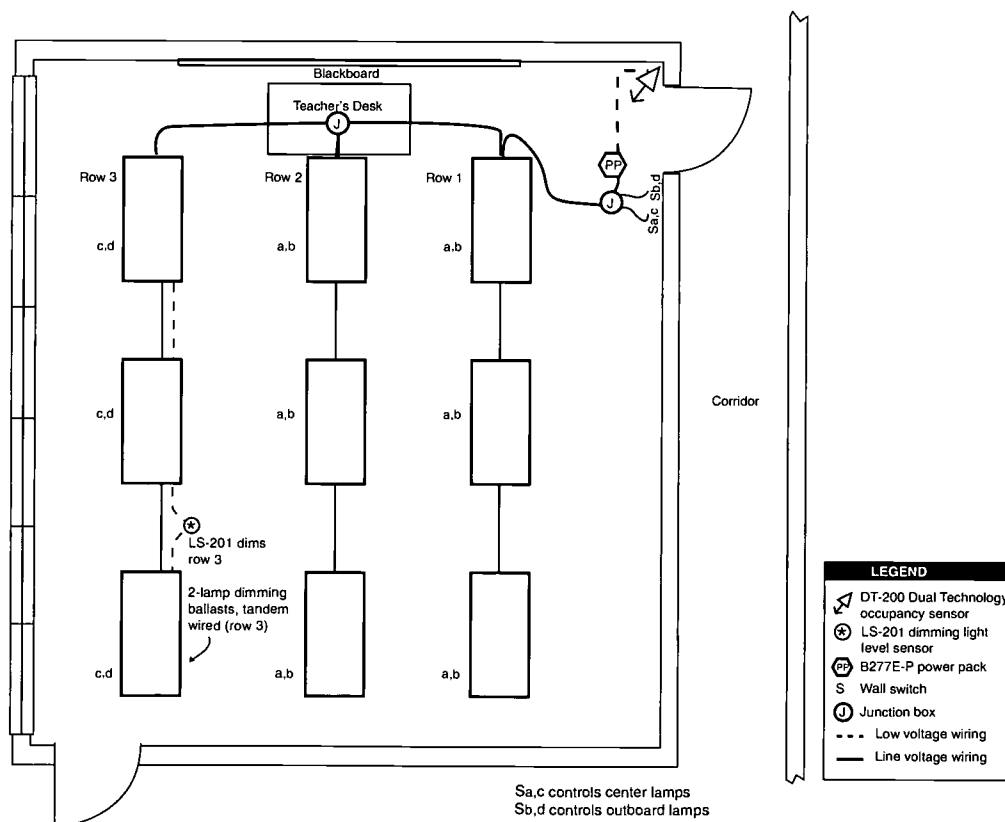 Blackboard
Teacher's Desk
J
Row 3
Row 2
Row 1
PP
J
Sb,d
Sa,c
c,d
a,b
a,b
c,d
a,b
a,b
Corridor
LS-201 dims
row 3
2-lamp dimming
ballasts, tandem
wired (row 3)
c,d
a,b
a,b
LEGEND
DT-200 Dual Technology
occupancy sensor
LS-201 dimming light
level sensor
PP B277E-P power pack
S Wall switch
J Junction box
Low voltage wiring
Line voltage wiring
Sa,c controls center lamps
Sb,d controls outboard lamps